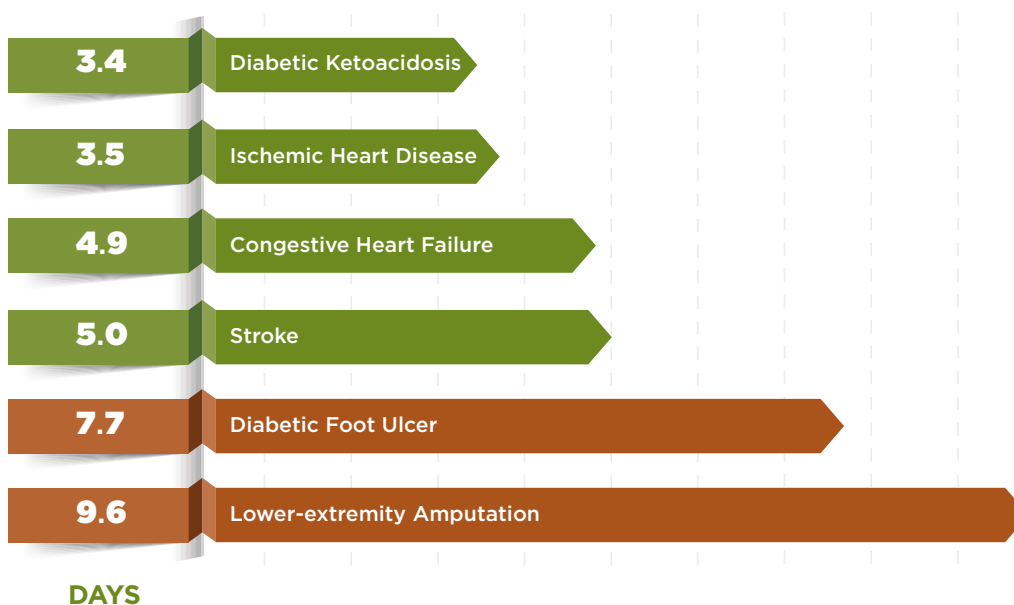 3.4 Diabetic Ketoacidosis
3.5 Ischemic Heart Disease
4.9 Congestive Heart Failure
5.0 Stroke
7.7 Diabetic Foot Ulcer
9.6 Lower-extremity Amputation
DAYS